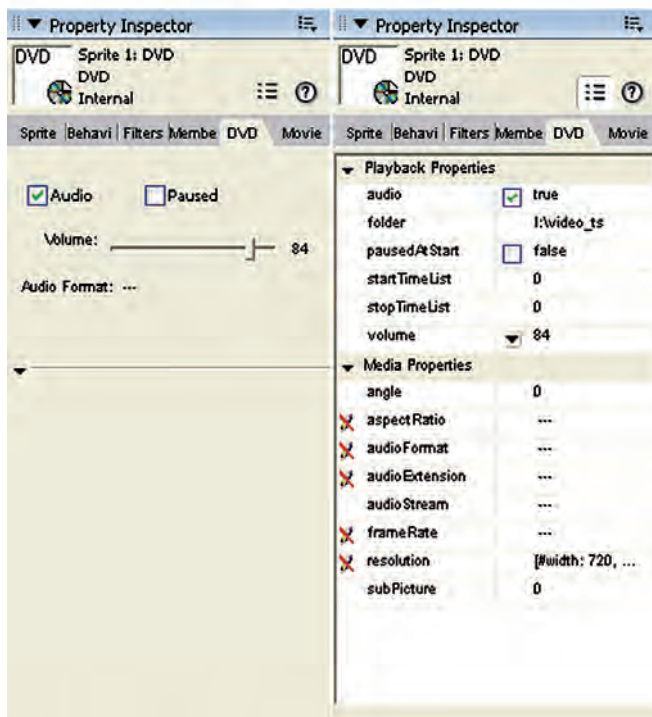 Property Inspector
DVD Sprite 1: DVD
DVD
Internal
Sprite Behavi Filters Membe DVD Movie
Audio Paused
Volume: 84
Audio Format: ---
Property Inspector
DVD Sprite 1: DVD
DVD
Internal
Sprite Behavi Filters Membe DVD Movie
Playback Properties
audio true
folder I:\video_ts
pausedAtStart false
startTimeList 0
stopTimeList 0
volume 84
Media Properties
angle 0
aspectRatio ---
audioFormat ---
audioExtension ---
audioStream ---
frameRate ---
resolution [#width: 720, ...
subPicture 0